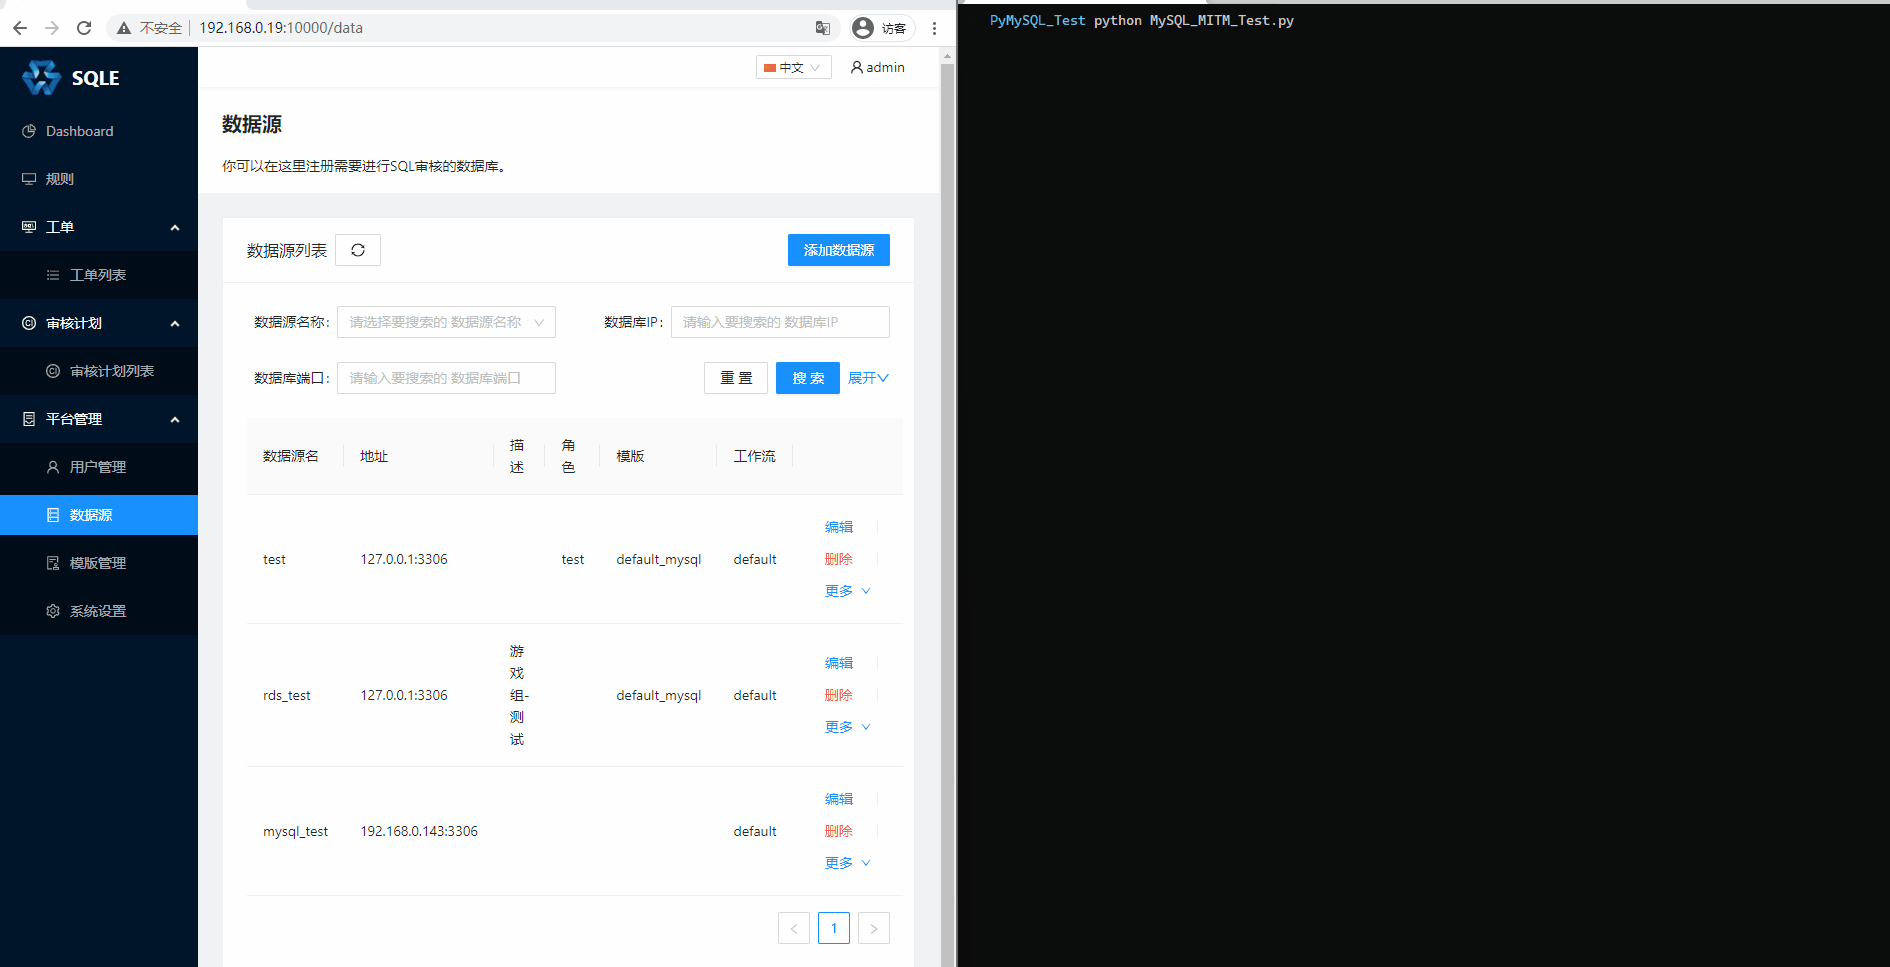 不安全
192.168.0.19:10000/data
访客
SQLE
Dashboard
规则
工单
工单列表
审核计划
审核计划列表
平台管理
用户管理
数据源
模版管理
系统设置
中文
admin
数据源
你可以在这里注册需要进行SQL审核的数据库。
数据源列表
添加数据源
数据源名称: 请选择要搜索的 数据源名称
数据库IP: 请输入要搜索的 数据库IP
数据库端口: 请输入要搜索的 数据库端口
重 置
搜 索
展开
数据源名 地址 描述 角色 模版 工作流
test 127.0.0.1:3306 test default_mysql default
编辑
删除
更多
rds_test 127.0.0.1:3306 游戏组-测试 default_mysql default
编辑
删除
更多
mysql_test 192.168.0.143:3306 default
编辑
删除
更多
< 1 >
PyMySQL_Test python MySQL_MITM_Test.py